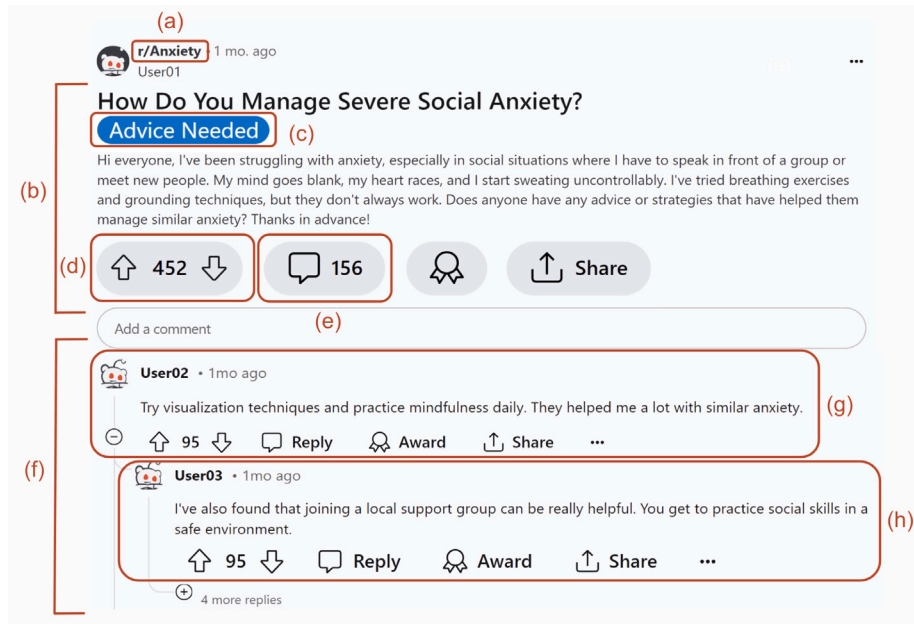 (a)
r/Anxiety · 1 mo. ago
User01
How Do You Manage Severe Social Anxiety?
Advice Needed
(c)
Hi everyone, I've been struggling with anxiety, especially in social situations where I have to speak in front of a group or
meet new people. My mind goes blank, my heart races, and I start sweating uncontrollably. I've tried breathing exercises
and grounding techniques, but they don't always work. Does anyone have any advice or strategies that have helped them
manage similar anxiety? Thanks in advance!
(b)
(d)
452
156
Share
(e)
Add a comment
User02 • 1mo ago
Try visualization techniques and practice mindfulness daily. They helped me a lot with similar anxiety.
(g)
95 Reply Award Share
(f)
User03 • 1mo ago
I've also found that joining a local support group can be really helpful. You get to practice social skills in a
safe environment.
(h)
95 Reply Award Share
4 more replies